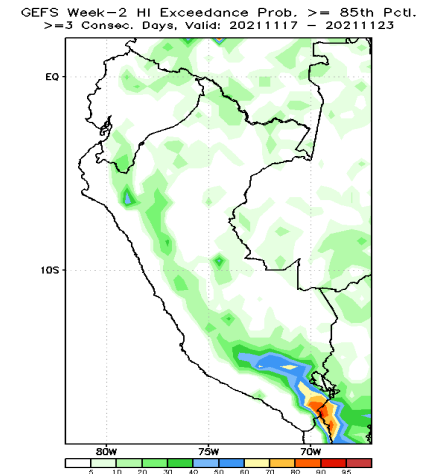 GEFS Week-2 HI Exceedance Prob. >= 85th Pctl.
>=3 Consec. Days, Valid: 20211117 - 20211123
EQ
10S
80W 75W 70W
5 10 20 30 40 50 60 70 80 90 95